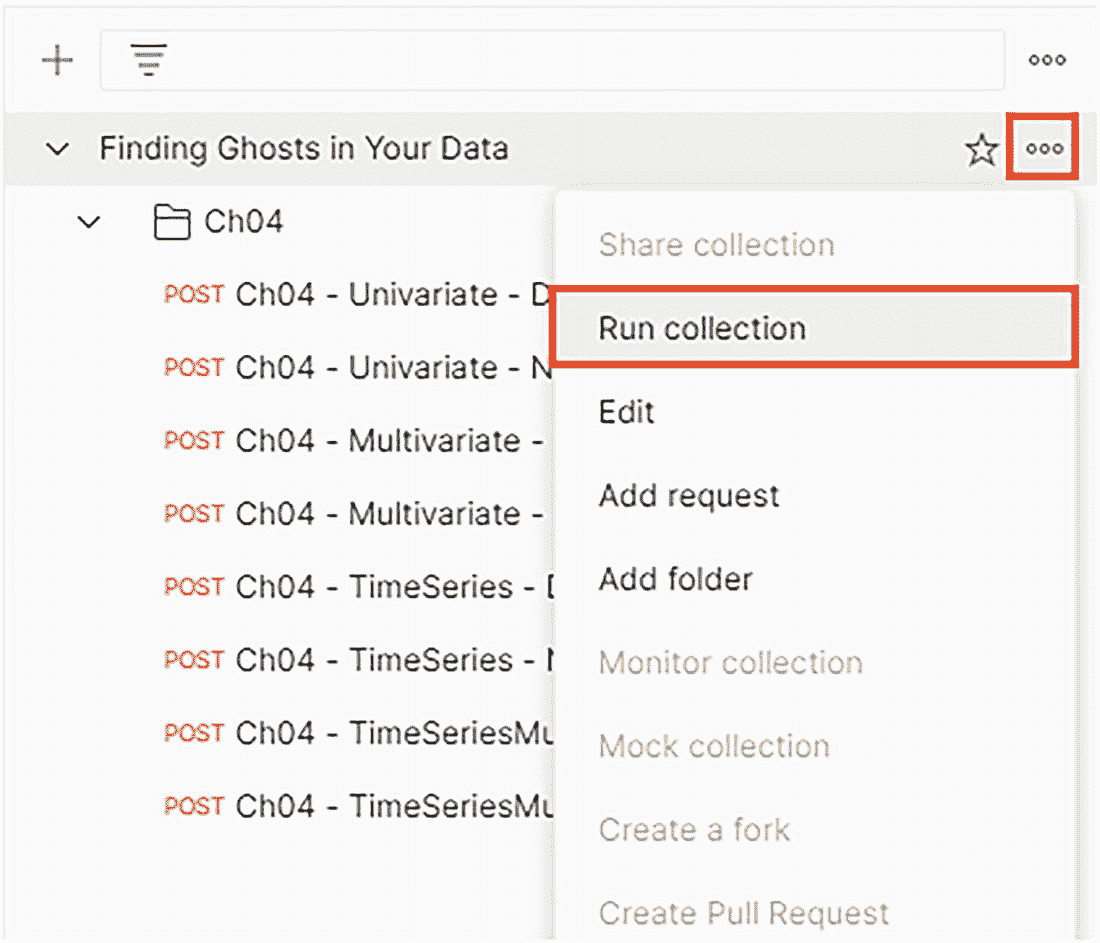 Finding Ghosts in Your Data
Ch04
Share collection
POST Ch04 - Univariate - D
Run collection
POST Ch04 - Univariate - N
Edit
POST Ch04 - Multivariate -
Add request
POST Ch04 - Multivariate -
Add folder
POST Ch04 - TimeSeries - D
Monitor collection
POST Ch04 - TimeSeries - N
Mock collection
POST Ch04 - TimeSeriesMu
Create a fork
POST Ch04 - TimeSeriesMu
Create Pull Request